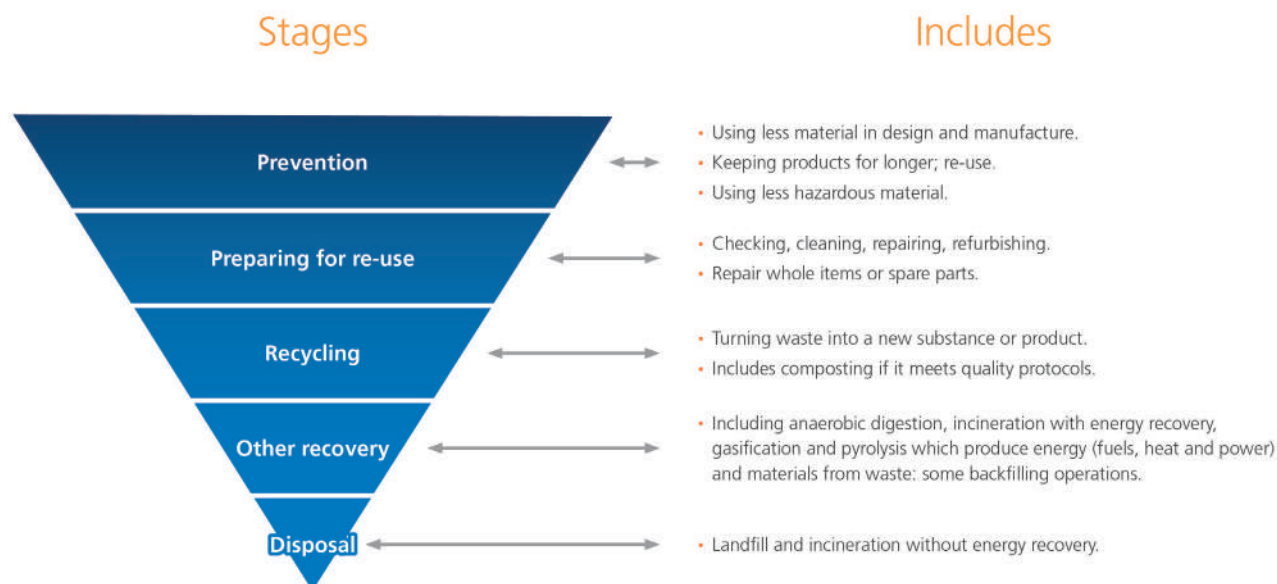 Stages
Includes
Prevention
• Using less material in design and manufacture.
• Keeping products for longer; re-use.
• Using less hazardous material.
Preparing for re-use
• Checking, cleaning, repairing, refurbishing.
• Repair whole items or spare parts.
Recycling
• Turning waste into a new substance or product.
• Includes composting if it meets quality protocols.
Other recovery
• Including anaerobic digestion, incineration with energy recovery,
gasification and pyrolysis which produce energy (fuels, heat and power)
and materials from waste: some backfilling operations.
Disposal
• Landfill and incineration without energy recovery.